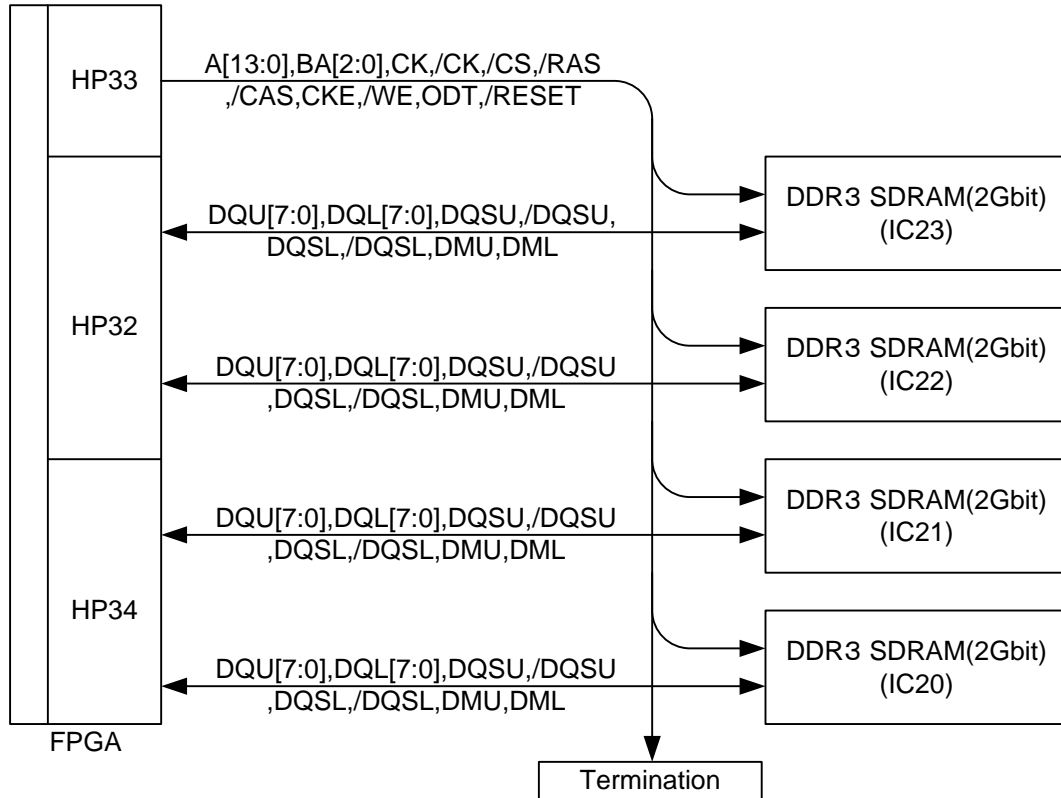 HP33
A[13:0],BA[2:0],CK,/CK,/CS,/RAS
,/CAS,CKE,/WE,ODT,/RESET
DDR3 SDRAM(2Gbit)
(IC23)
DQU[7:0],DQL[7:0],DQSU,/DQSU,
DQSL,/DQSL,DMU,DML
HP32
DDR3 SDRAM(2Gbit)
(IC22)
DQU[7:0],DQL[7:0],DQSU,/DQSU
,DQSL,/DQSL,DMU,DML
DDR3 SDRAM(2Gbit)
(IC21)
DQU[7:0],DQL[7:0],DQSU,/DQSU
,DQSL,/DQSL,DMU,DML
HP34
DDR3 SDRAM(2Gbit)
(IC20)
DQU[7:0],DQL[7:0],DQSU,/DQSU
,DQSL,/DQSL,DMU,DML
FPGA
Termination